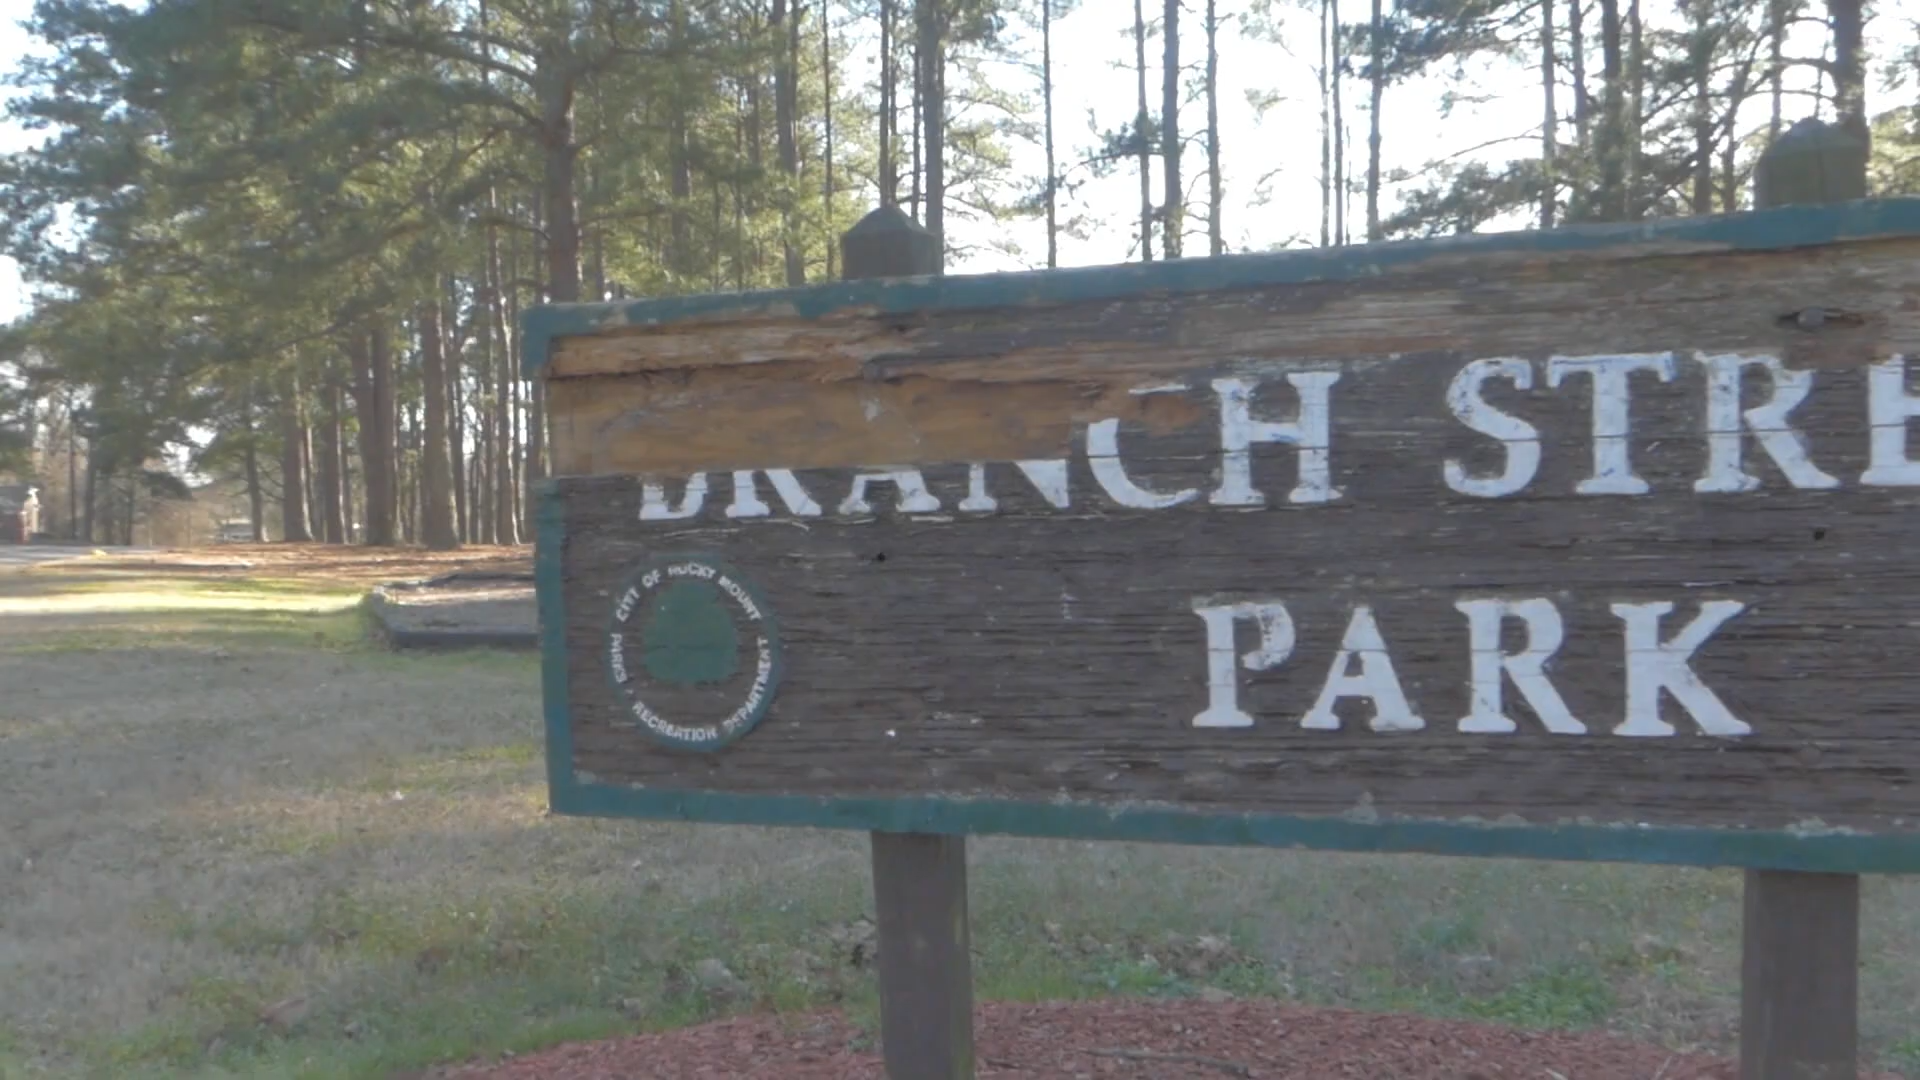 BRANCH STRE
PARK
CITY OF ROCKY MOUNT
PARKS · RECREATION DEPARTMENT